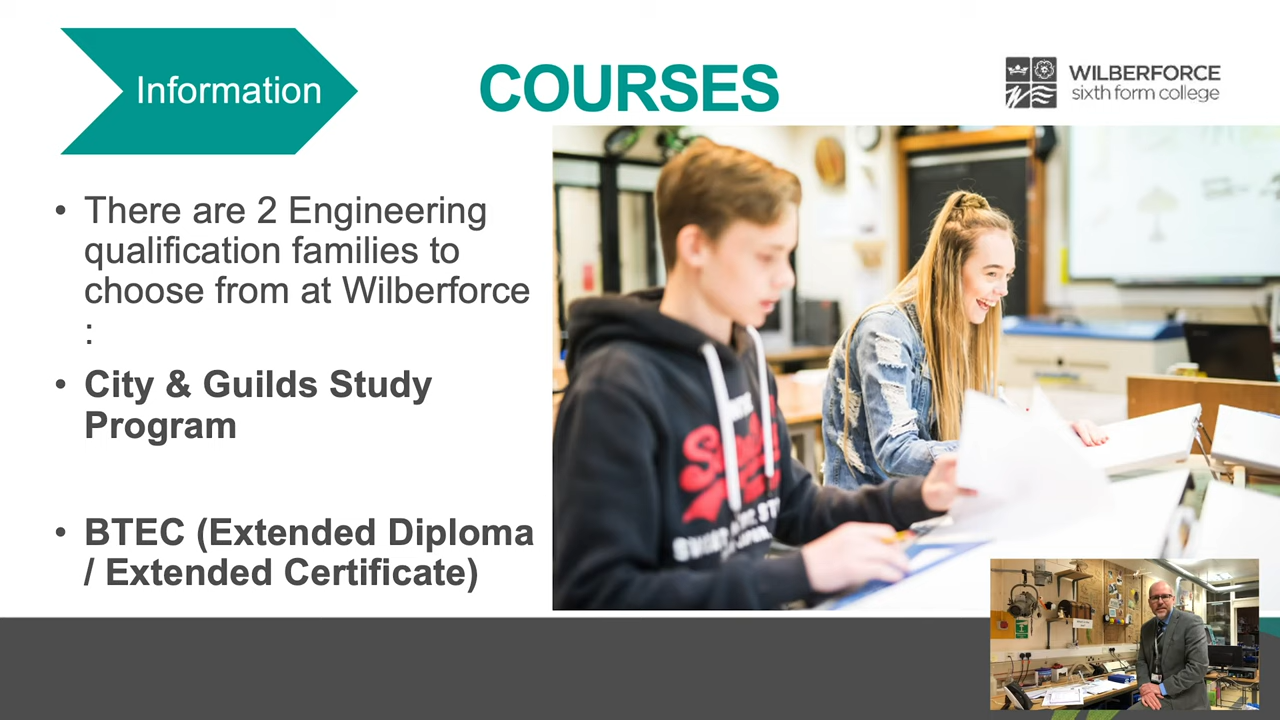 Information
COURSES
WILBERFORCE
sixth form college
• There are 2 Engineering
qualification families to
choose from at Wilberforce
:
• City & Guilds Study
Program
• BTEC (Extended Diploma
/ Extended Certificate)